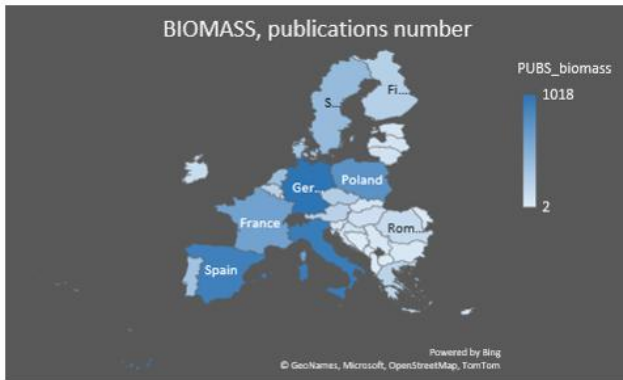 BIOMASS, publications number
PUBS_biomass
1018
2
Fi....
S...
Ger...
Poland
France
Rom...
Spain
Powered by Bing
© GeoNames, Microsoft, OpenStreetMap, TomTom